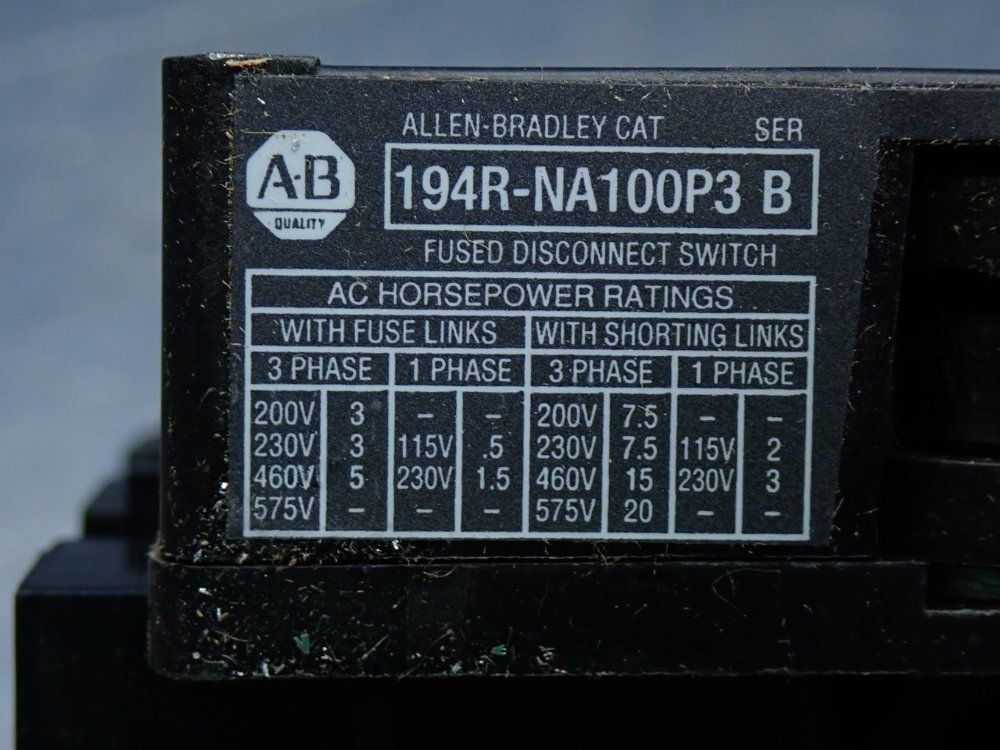 ALLEN-BRADLEY CAT SER
A-B
QUALITY
194R-NA100P3 B
FUSED DISCONNECT SWITCH
AC HORSEPOWER RATINGS
WITH FUSE LINKS WITH SHORTING LINKS
3 PHASE 1 PHASE 3 PHASE 1 PHASE
200V 3 – – 200V 7.5 – –
230V 3 115V .5 230V 7.5 115V 2
460V 5 230V 1.5 460V 15 230V 3
575V – – – 575V 20 – –